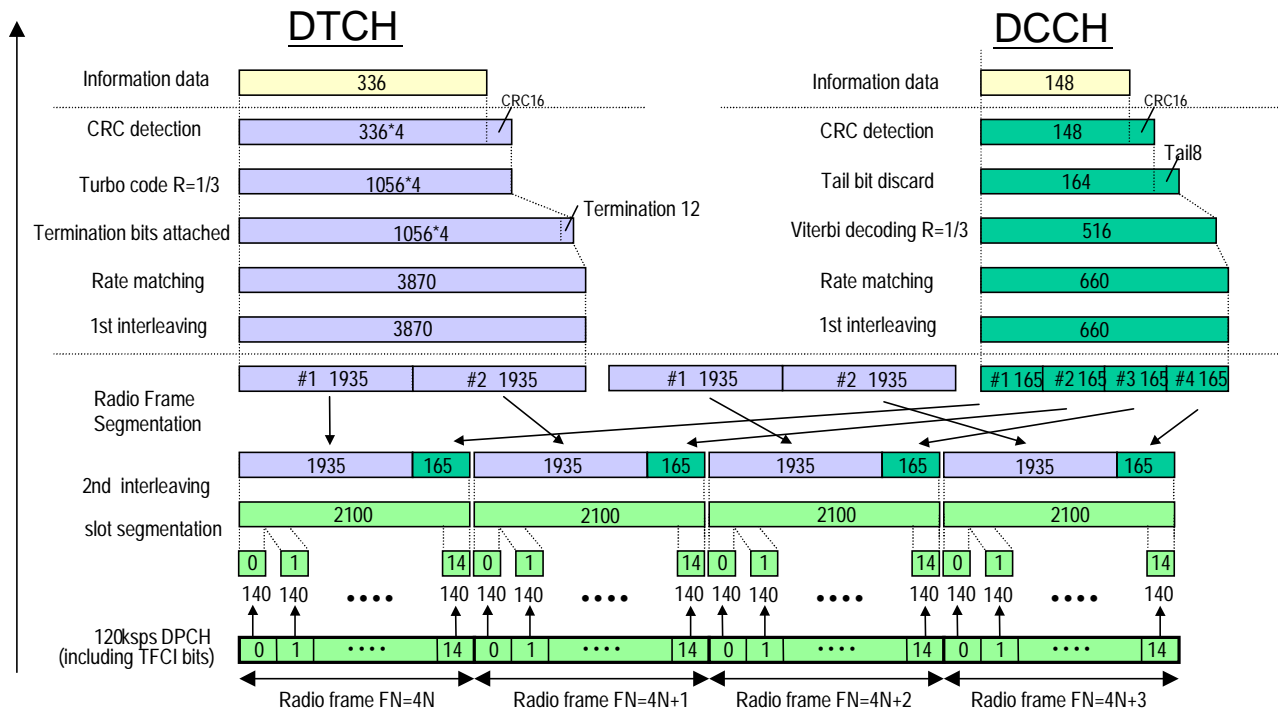 DTCH DCCH
Information data 336 Information data 148
CRC16 CRC16
CRC detection 336*4 CRC detection 148
Tail8
Turbo code R=1/3 1056*4 Tail bit discard 164
Termination 12
Termination bits attached 1056*4 Viterbi decoding R=1/3 516
Rate matching 3870 Rate matching 660
1st interleaving 3870 1st interleaving 660
#1 1935 #2 1935 #1 1935 #2 1935 #1 165 #2 165 #3 165 #4 165
Radio Frame
Segmentation
1935 165 1935 165 1935 165 1935 165
2nd interleaving
2100 2100 2100 2100
slot segmentation
0 1 14 0 1 14 0 1 14 0 1 14
140 140 •••• 140 140 140 •••• 140 140 140 •••• 140 140 140 •••• 140
120ksps DPCH
(including TFCI bits)
0 1 •••• 14 0 1 •••• 14 0 1 •••• 14 0 1 •••• 14
Radio frame FN=4N Radio frame FN=4N+1 Radio frame FN=4N+2 Radio frame FN=4N+3